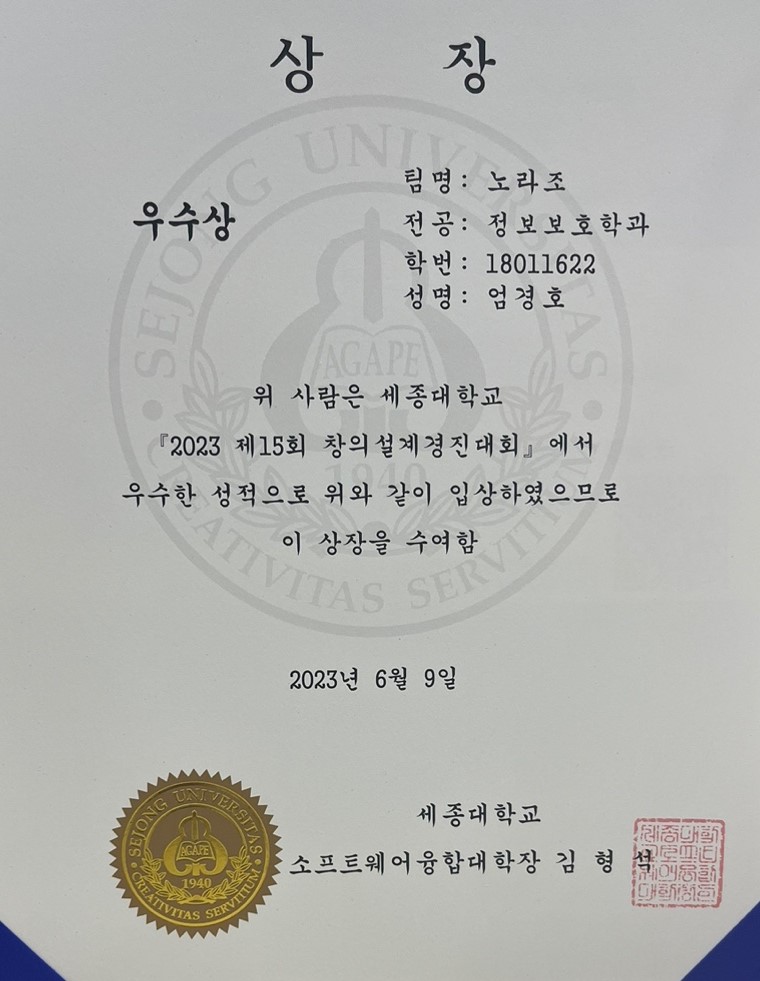 상 장
우수상
팀명: 노라조
전공: 정보보호학과
학번: 18011622
성명: 엄경호
위 사람은 세종대학교
『2023 제15회 창의설계경진대회』에서
우수한 성적으로 위와 같이 입상하였으므로
이 상장을 수여함
2023년 6월 9일
세종대학교
소프트웨어융합대학장 김 형 석
SEJONG UNIVERSITAS
AGAPE
1940
CREATIVITAS SERVITIUM
SEJONG UNIVERSITAS
AGAPE
1940
CREATIVITAS SERVITIUM